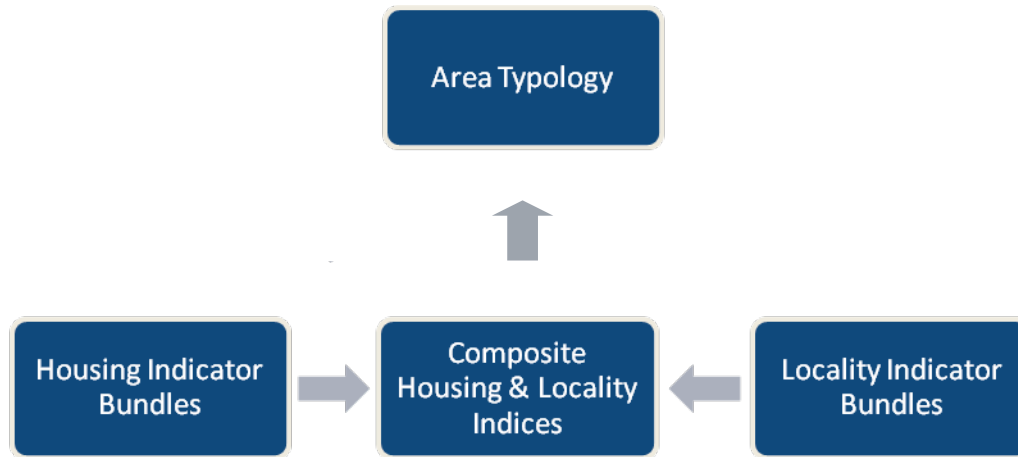 Area Typology
Housing Indicator
Bundles
Composite
Housing & Locality
Indices
Locality Indicator
Bundles